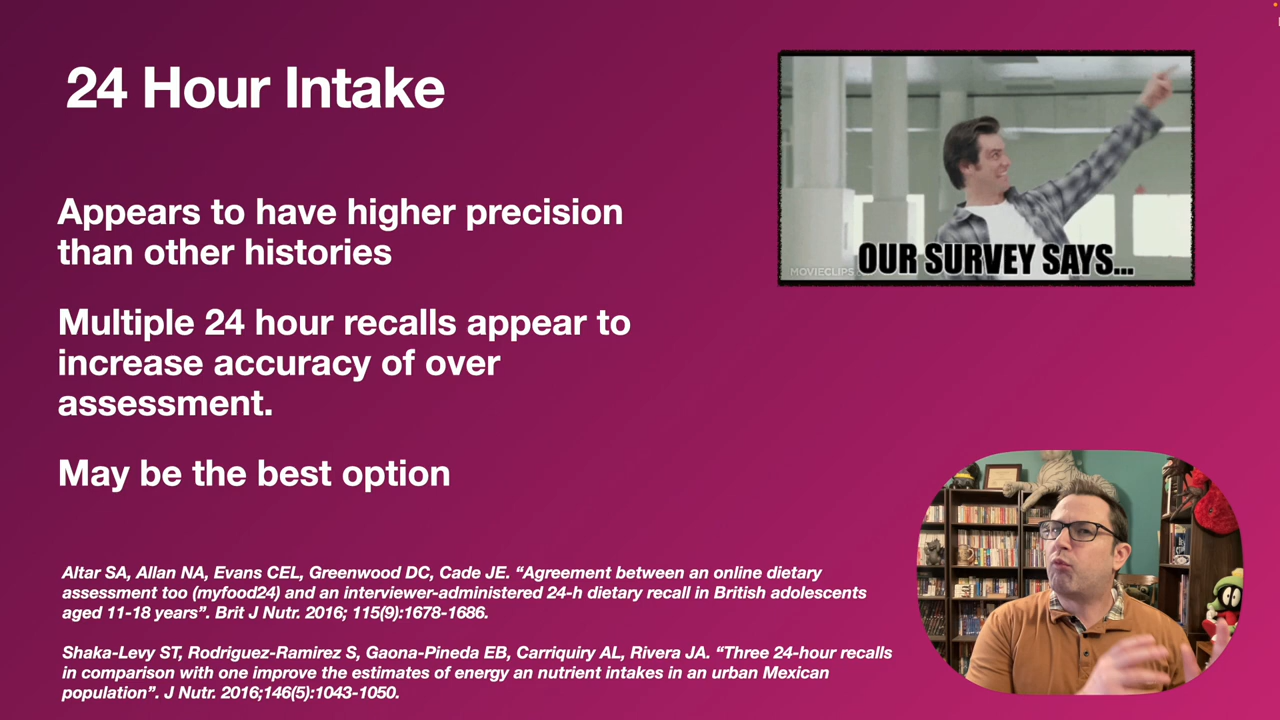 24 Hour Intake
Appears to have higher precision
than other histories
Multiple 24 hour recalls appear to
increase accuracy of over
assessment.
May be the best option
MOVIECLIPS
OUR SURVEY SAYS...
Altar SA, Allan NA, Evans CEL, Greenwood DC, Cade JE. “Agreement between an online dietary
assessment too (myfood24) and an interviewer-administered 24-h dietary recall in British adolescents
aged 11-18 years”. Brit J Nutr. 2016; 115(9):1678-1686.
Shaka-Levy ST, Rodriguez-Ramirez S, Gaona-Pineda EB, Carriquiry AL, Rivera JA. “Three 24-hour recalls
in comparison with one improve the estimates of energy an nutrient intakes in an urban Mexican
population”. J Nutr. 2016;146(5):1043-1050.